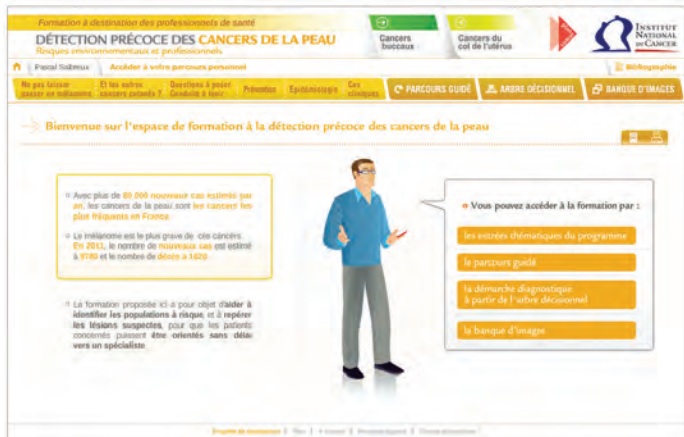 Formation à destination des professionnels de santé
DÉTECTION PRÉCOCE DES CANCERS DE LA PEAU
Risques environnementaux et professionnels
Cancers
buccaux
Cancers du
col de l'utérus
INSTITUT
NATIONAL
DU CANCER
Pascal
Accéder à votre parcours personnel
Bibliographie
Ne pas laisser
passer un mélanome
Et les autres
cancers cutanés ?
Questions à poser
Conduite à tenir
Prévention
Epidémiologie
Cas
cliniques
PARCOURS GUIDÉ
ARBRE DÉCISIONNEL
BANQUE D'IMAGES
Bienvenue sur l'espace de formation à la détection précoce des cancers de la peau
Avec plus de 80 000 nouveaux cas estimés par
an, les cancers de la peau sont les cancers les
plus fréquents en France.
Le mélanome est le plus grave de ces cancers.
En 2011, le nombre de nouveaux cas est estimé
à 9780 et le nombre de décès à 1620.
La formation proposée ici a pour objet d'aider à
identifier les populations à risque, et à repérer
les lésions suspectes, pour que les patients
concernés puissent être orientés sans délai
vers un spécialiste.
Vous pouvez accéder à la formation par :
les entrées thématiques du programme
le parcours guidé
la démarche diagnostique
à partir de l'arbre décisionnel
la banque d'images